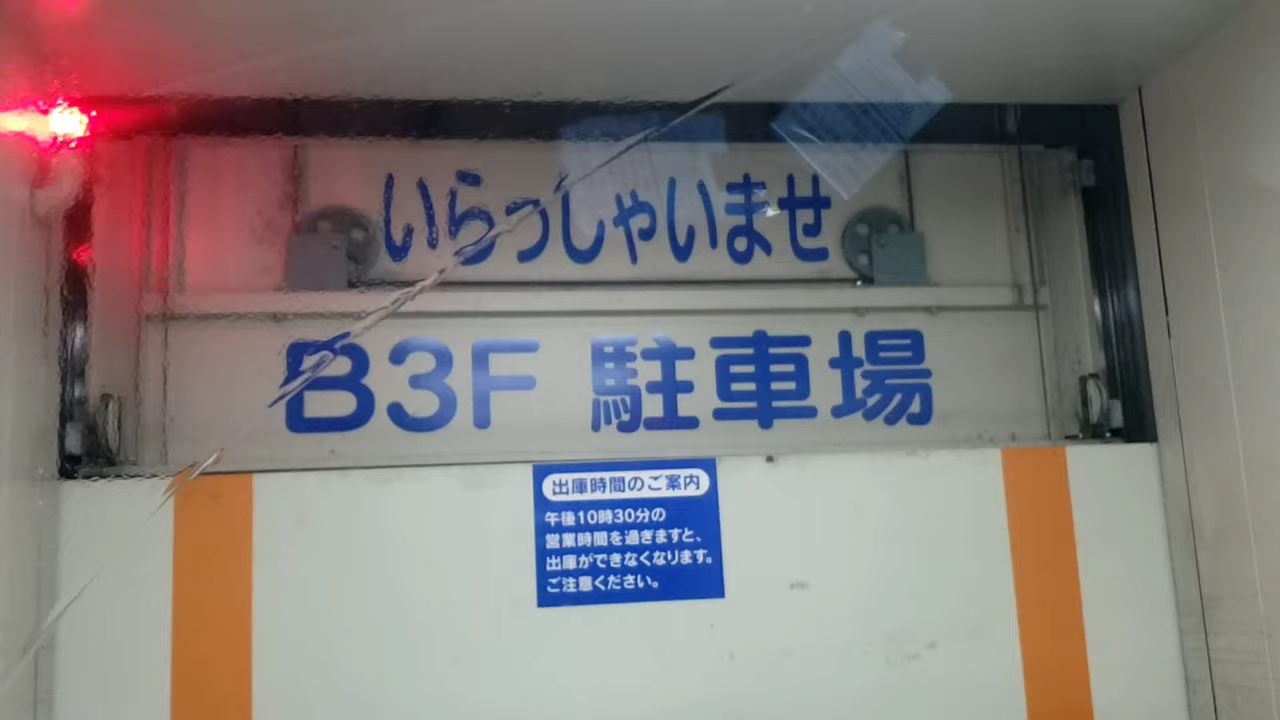 いらっしゃいませ
B3F 駐車場
出庫時間のご案内
午後10時30分の
営業時間を過ぎますと、
出庫ができなくなります。
ご注意ください。